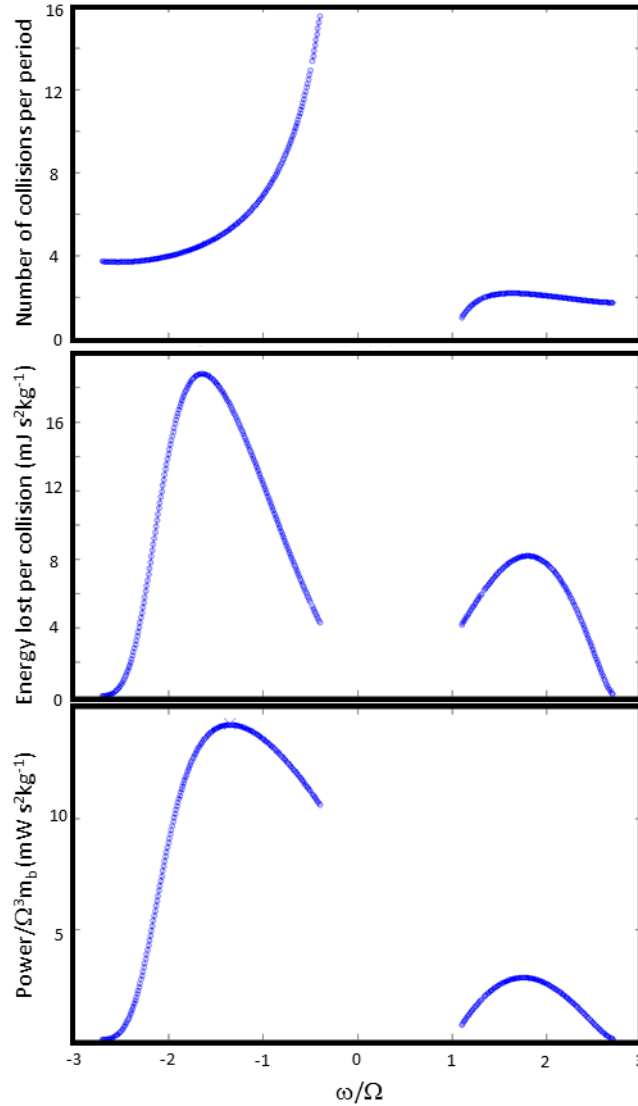 Number of collisions per period
16
12
8
4
0
Energy lost per collision (mJ s²kg⁻¹)
16
12
8
4
0
Power/Ω³m_b (mW s²kg⁻¹)
10
5
-3 -2 -1 0 1 2 3
ω/Ω